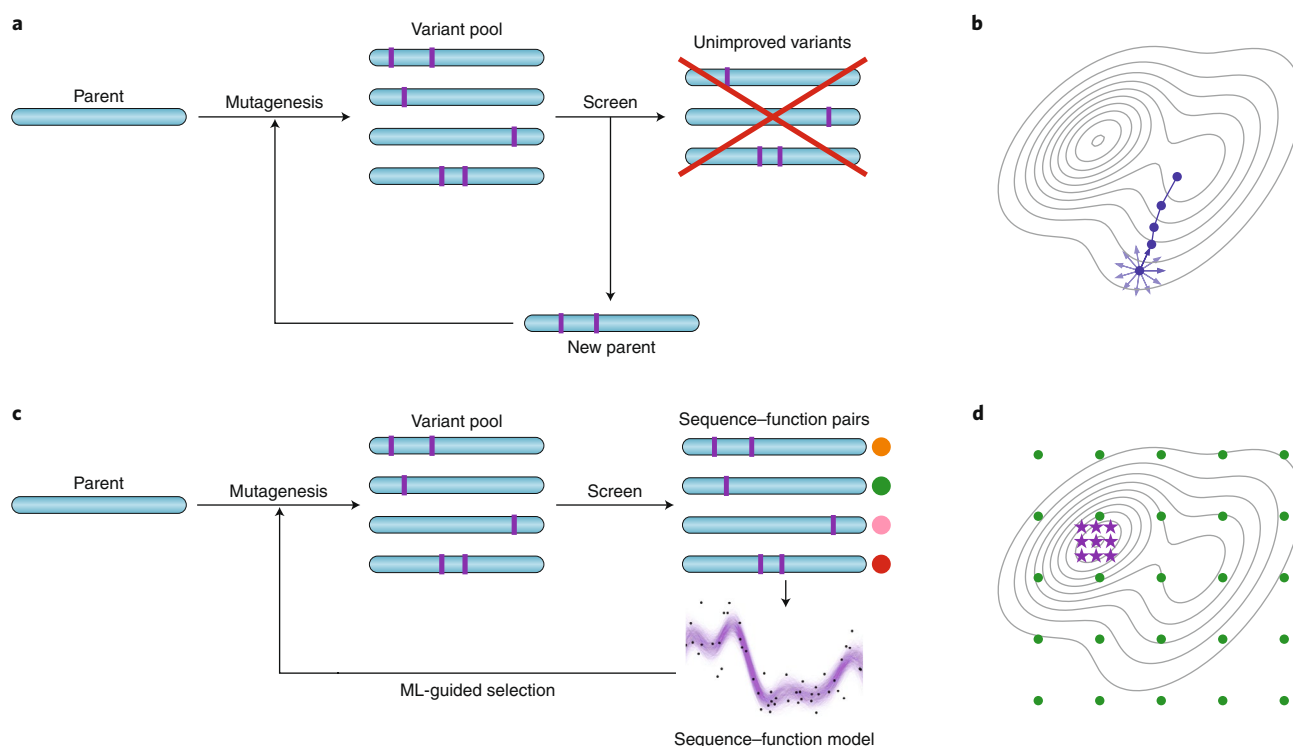 a
Variant pool
Unimproved variants
Parent
Mutagenesis
Screen
New parent
b
c
Variant pool
Sequence–function pairs
Parent
Mutagenesis
Screen
ML-guided selection
Sequence–function model
d